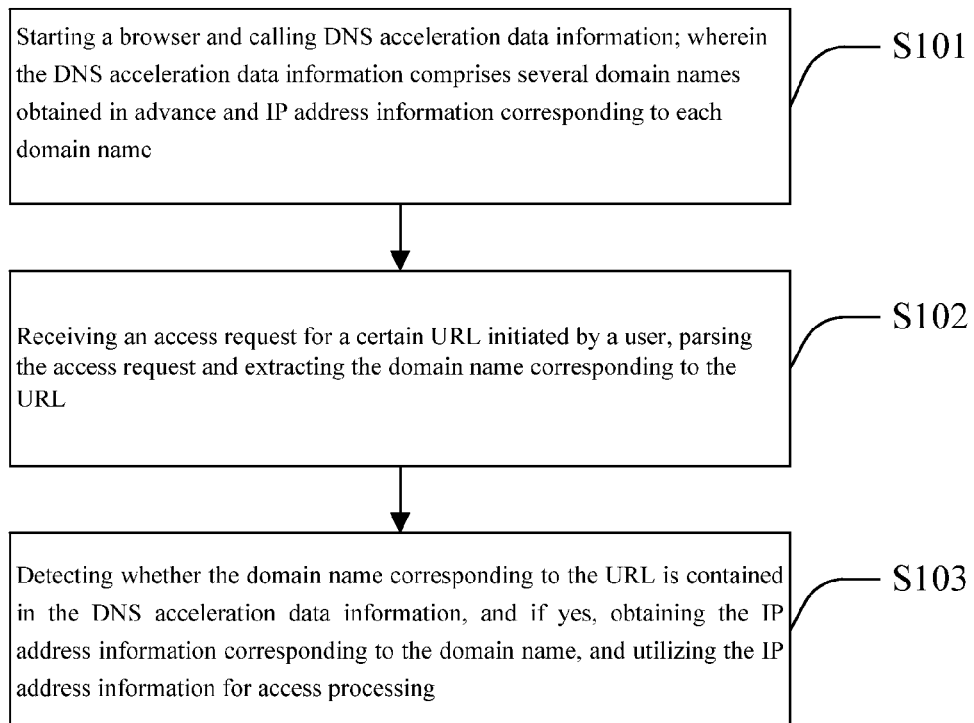 Starting a browser and calling DNS acceleration data information; wherein
the DNS acceleration data information comprises several domain names
obtained in advance and IP address information corresponding to each
domain name
S101
Receiving an access request for a certain URL initiated by a user, parsing
the access request and extracting the domain name corresponding to the
URL
S102
Detecting whether the domain name corresponding to the URL is contained
in the DNS acceleration data information, and if yes, obtaining the IP
address information corresponding to the domain name, and utilizing the IP
address information for access processing
S103